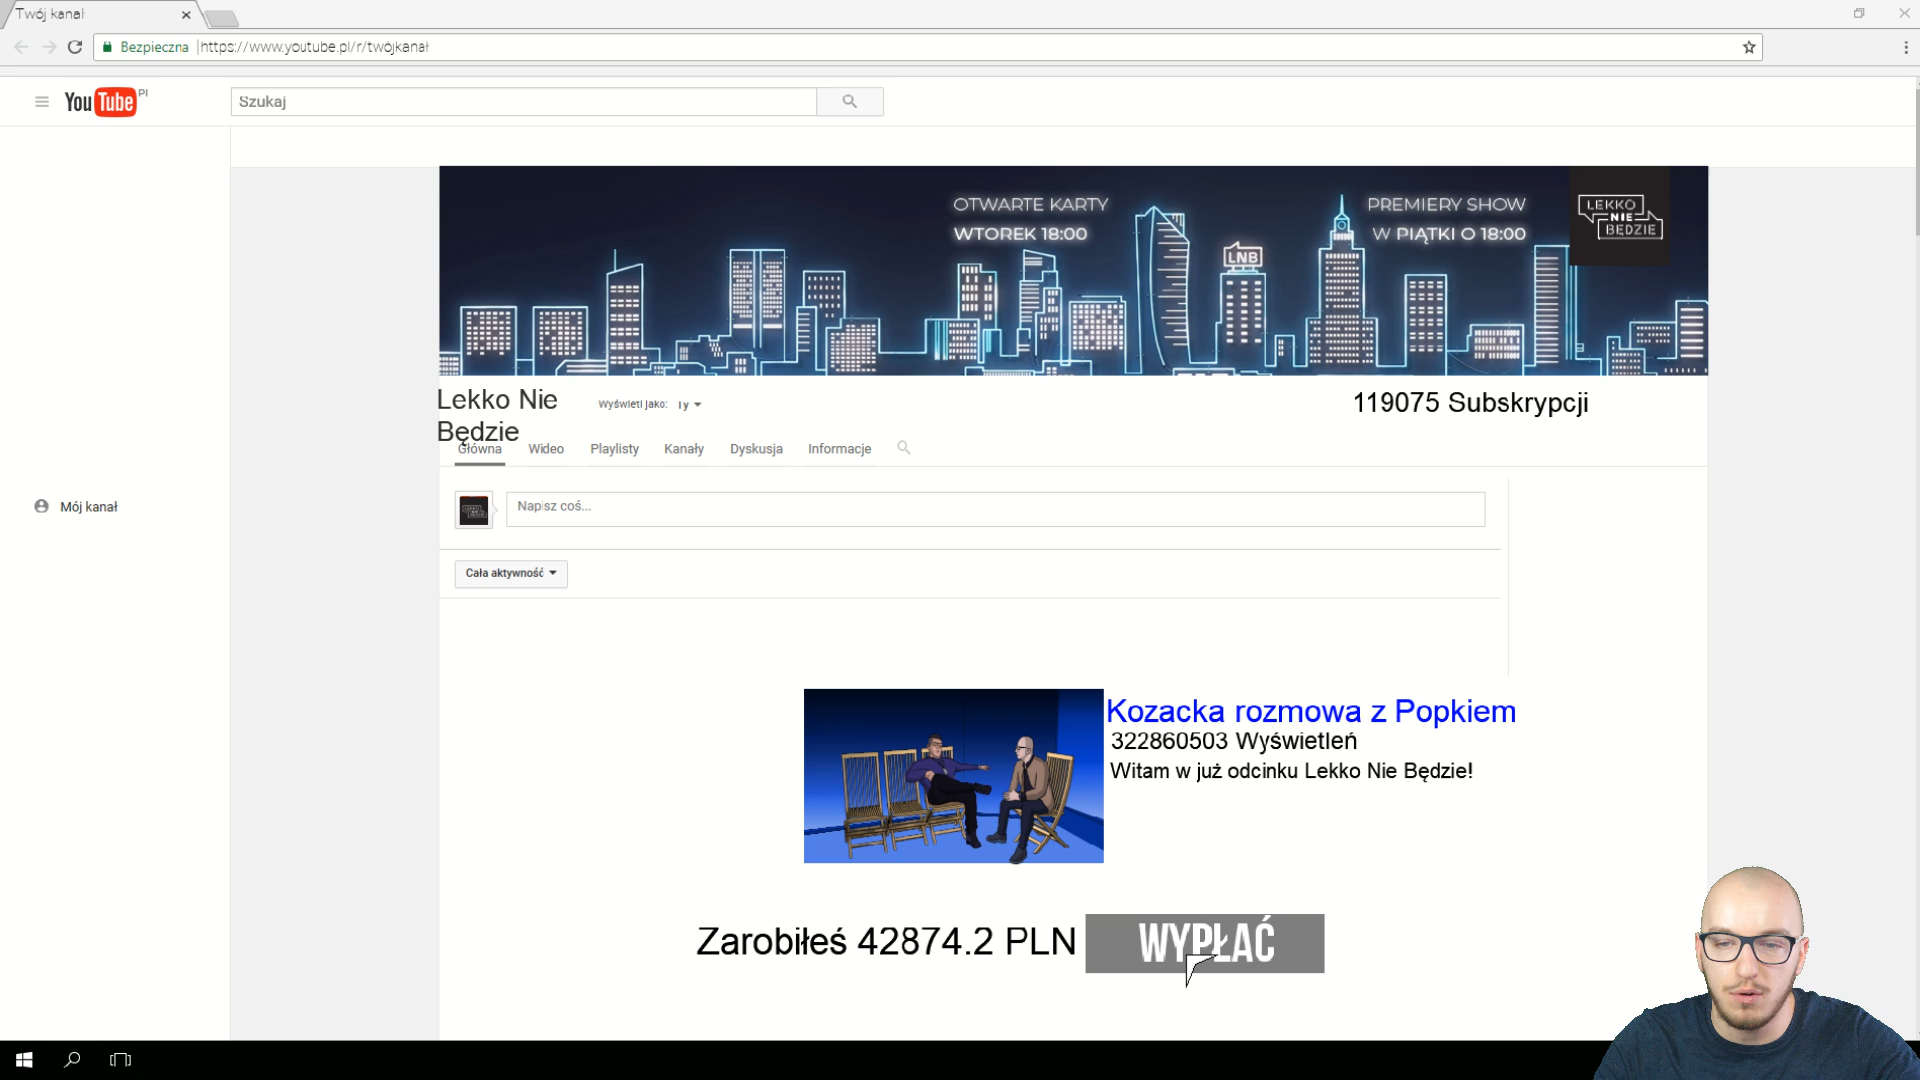 Twój kanał
Bezpieczna
https://www.youtube.pl/r/twójkanał
YouTube PI
Szukaj
OTWARTE KARTY
WTOREK 18:00
PREMIERY SHOW
W PIĄTKI O 18:00
LEKKO
NIE
BĘDZIE
LNB
Lekko Nie
Będzie
Wyświetl jako: Ty
119075 Subskrypcji
Główna Wideo Playlisty Kanały Dyskusja Informacje
Napisz coś...
Mój kanał
Cała aktywność
Kozacka rozmowa z Popkiem
322860503 Wyświetleń
Witam w już odcinku Lekko Nie Będzie!
Zarobiłeś 42874.2 PLN
WYPŁAĆ